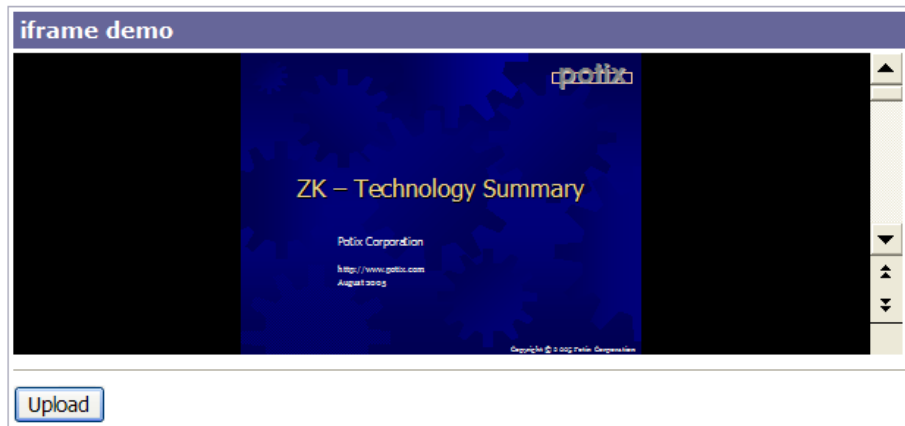 iframe demo
potix
ZK – Technology Summary
Potix Corporation
http://www.potix.com
August 2005
Copyright © 2005 Potix Corporation
Upload